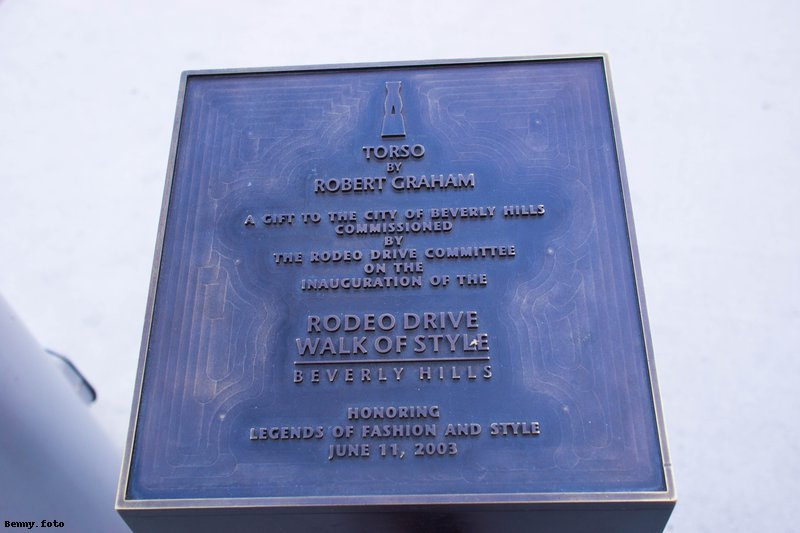 TORSO
BY
ROBERT GRAHAM
A GIFT TO THE CITY OF BEVERLY HILLS
COMMISSIONED
BY
THE RODEO DRIVE COMMITTEE
ON THE
INAUGURATION OF THE
RODEO DRIVE
WALK OF STYLE
BEVERLY HILLS
HONORING
LEGENDS OF FASHION AND STYLE
JUNE 11, 2003
Benny.foto